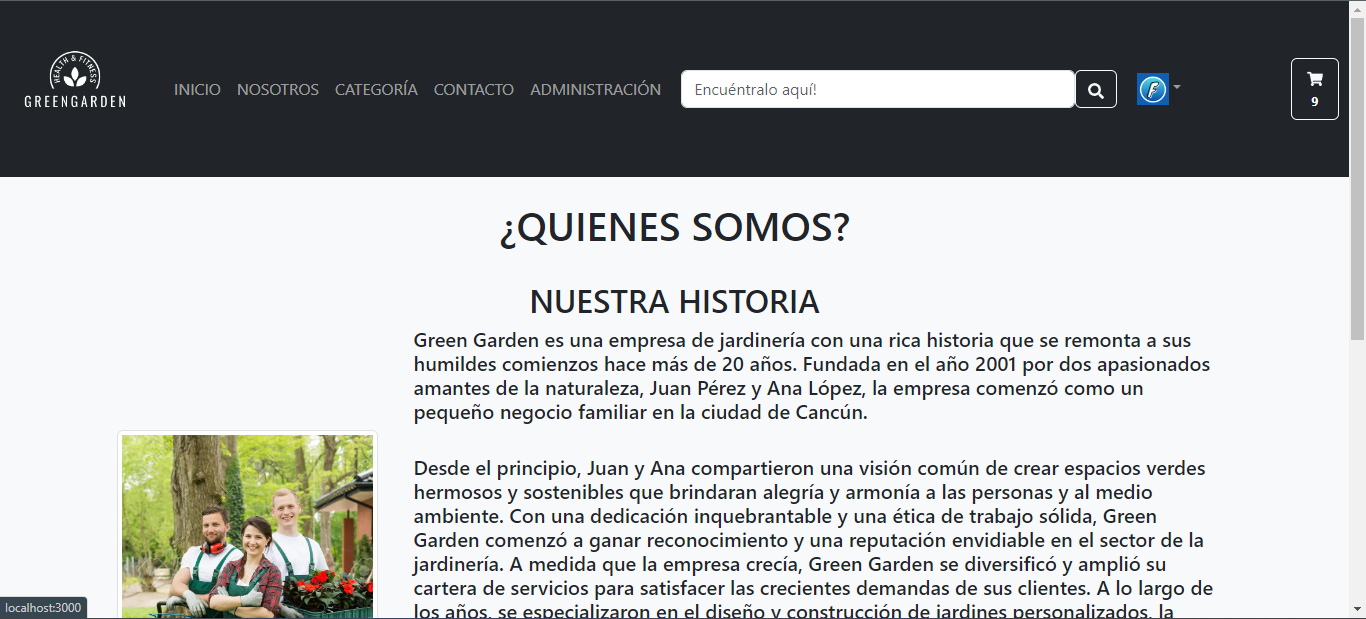 HEALTH & FITNESS
GREENGARDEN
INICIO NOSOTROS CATEGORÍA CONTACTO ADMINISTRACIÓN
Encuéntralo aquí!
F
9
¿QUIENES SOMOS?
NUESTRA HISTORIA
Green Garden es una empresa de jardinería con una rica historia que se remonta a sus
humildes comienzos hace más de 20 años. Fundada en el año 2001 por dos apasionados
amantes de la naturaleza, Juan Pérez y Ana López, la empresa comenzó como un
pequeño negocio familiar en la ciudad de Cancún.
Desde el principio, Juan y Ana compartieron una visión común de crear espacios verdes
hermosos y sostenibles que brindaran alegría y armonía a las personas y al medio
ambiente. Con una dedicación inquebrantable y una ética de trabajo sólida, Green
Garden comenzó a ganar reconocimiento y una reputación envidiable en el sector de la
jardinería. A medida que la empresa crecía, Green Garden se diversificó y amplió su
cartera de servicios para satisfacer las crecientes demandas de sus clientes. A lo largo de
los años, se especializaron en el diseño y construcción de jardines personalizados, la
localhost:3000